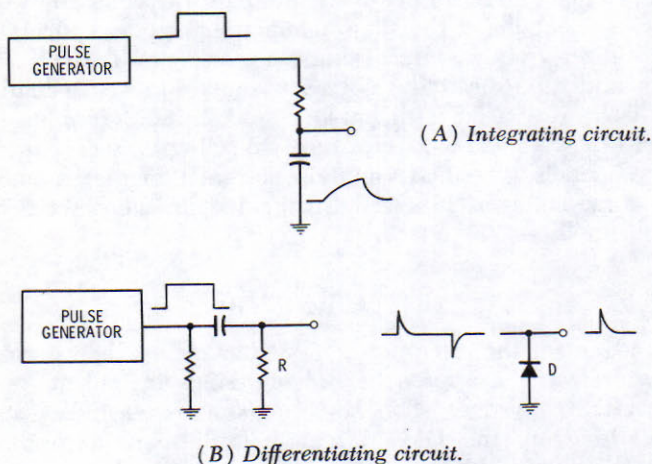 PULSE
GENERATOR
(A) Integrating circuit.
PULSE
GENERATOR
R
D
(B) Differentiating circuit.